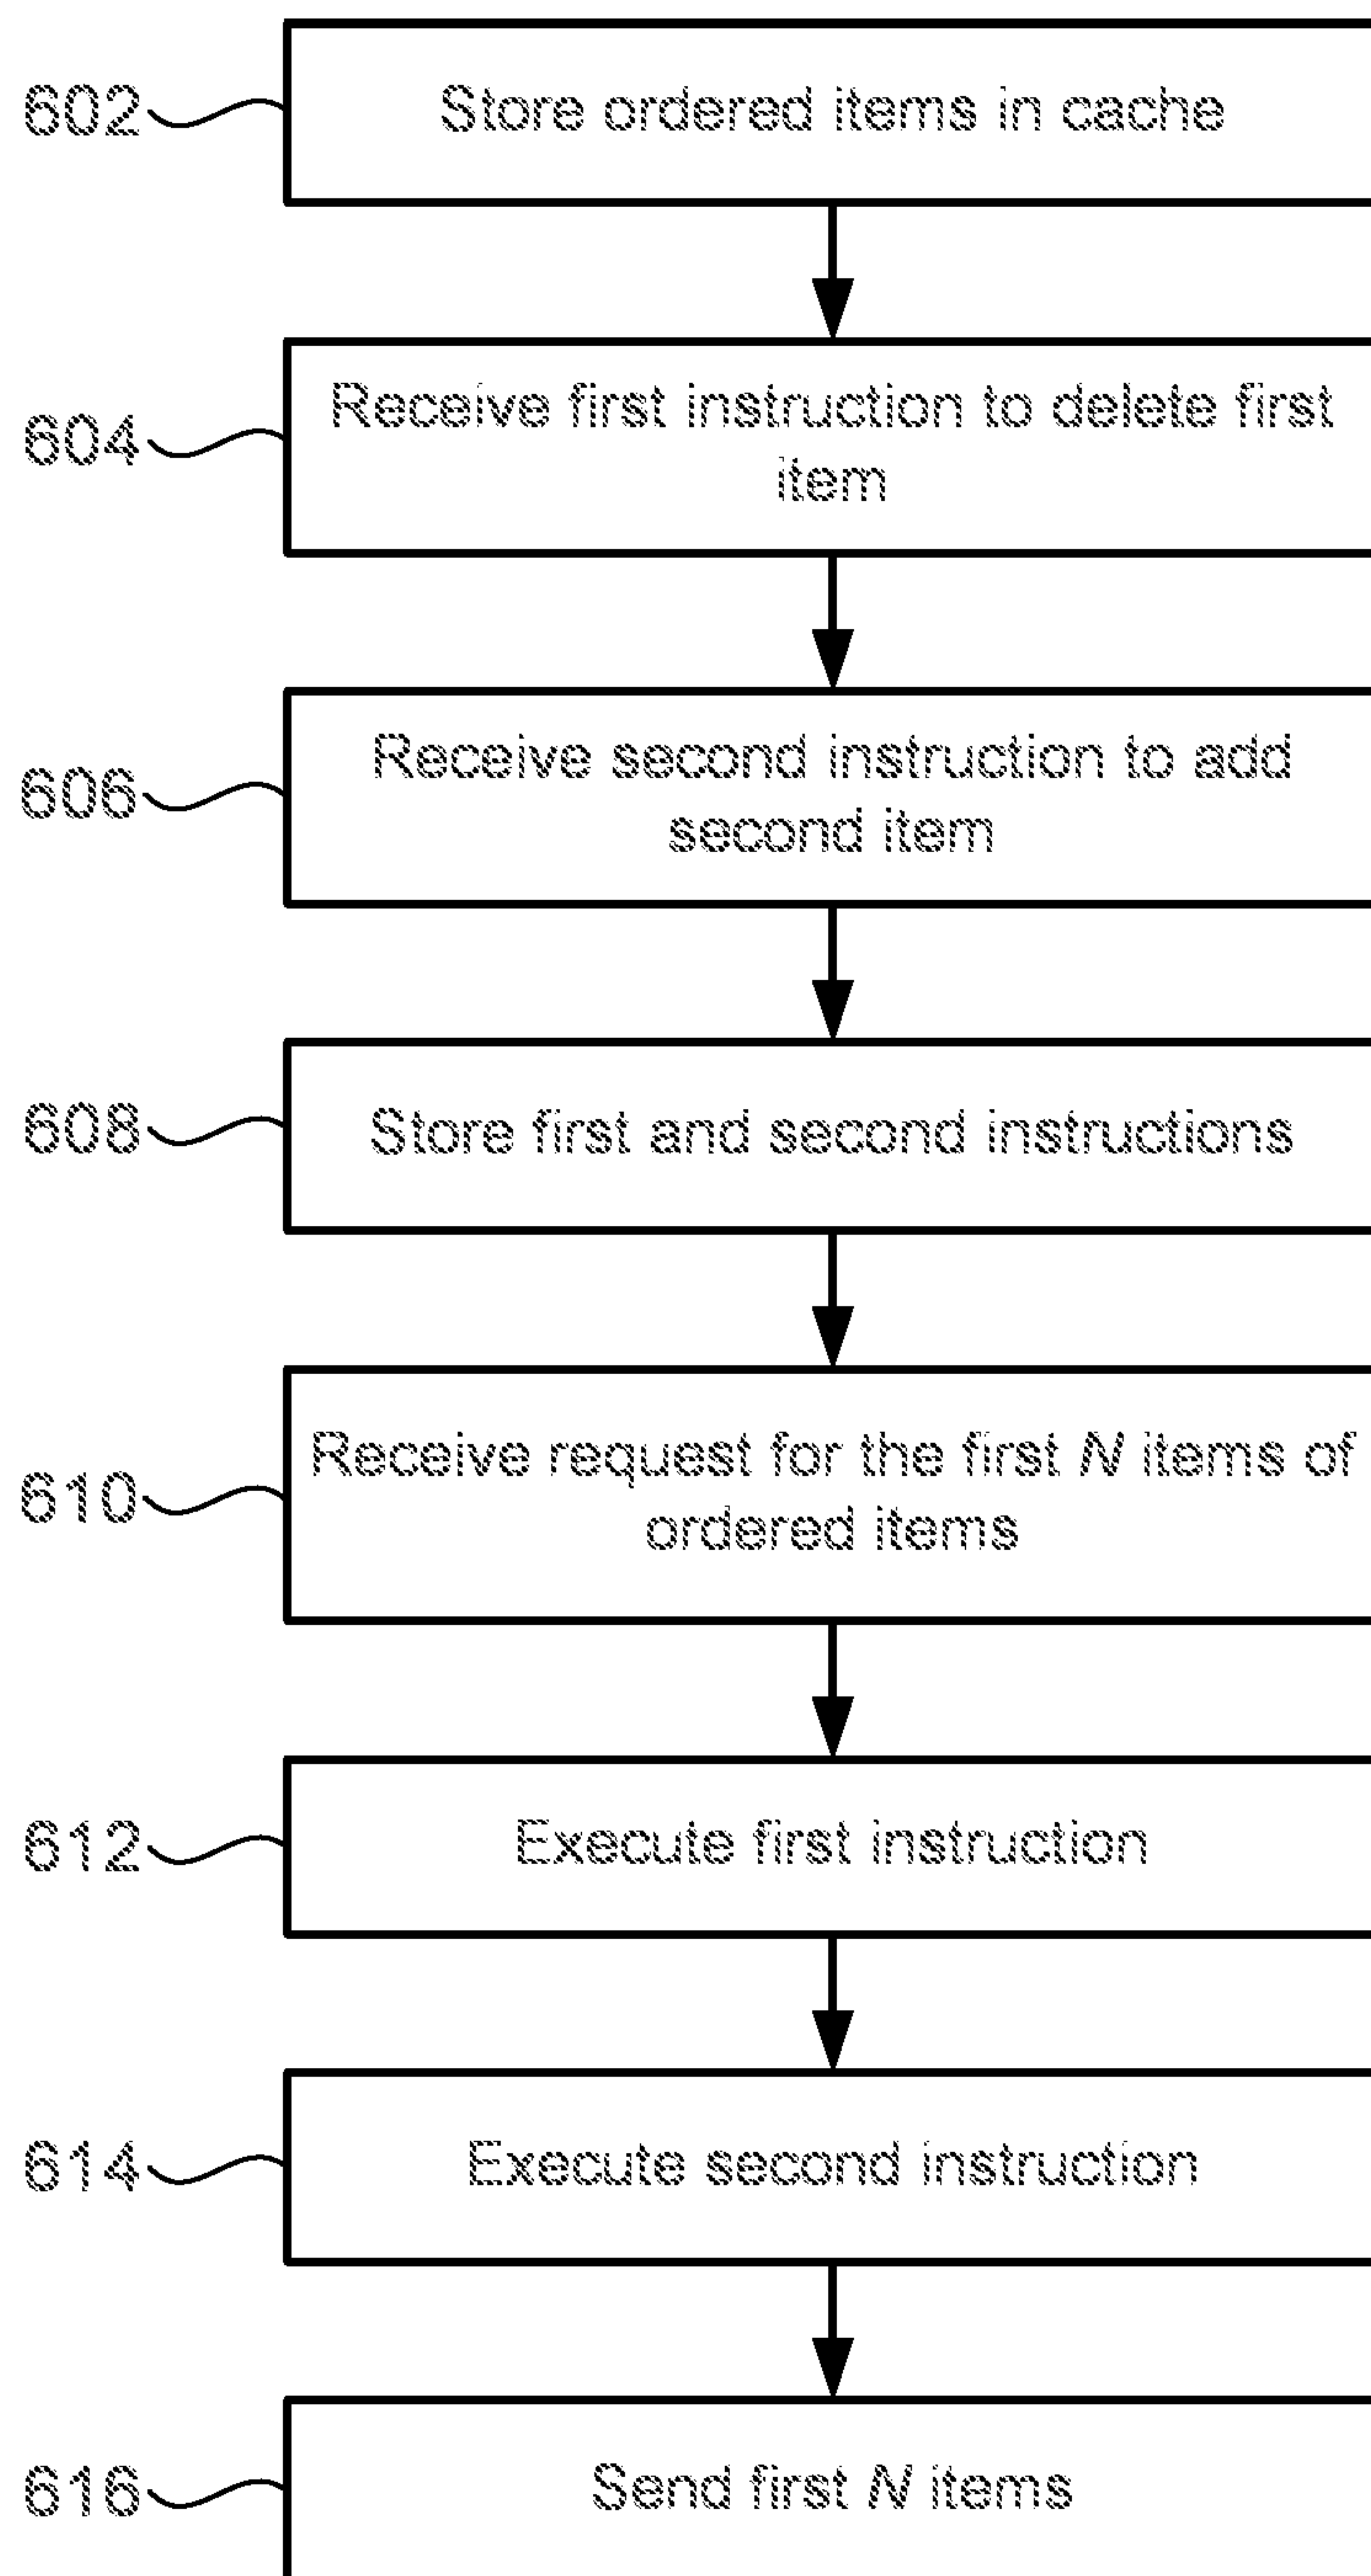 602
Store ordered items in cache
604
Receive first instruction to delete first
item
606
Receive second instruction to add
second item
608
Store first and second instructions
610
Receive request for the first N items of
ordered items
612
Execute first instruction
614
Execute second instruction
616
Send first N items